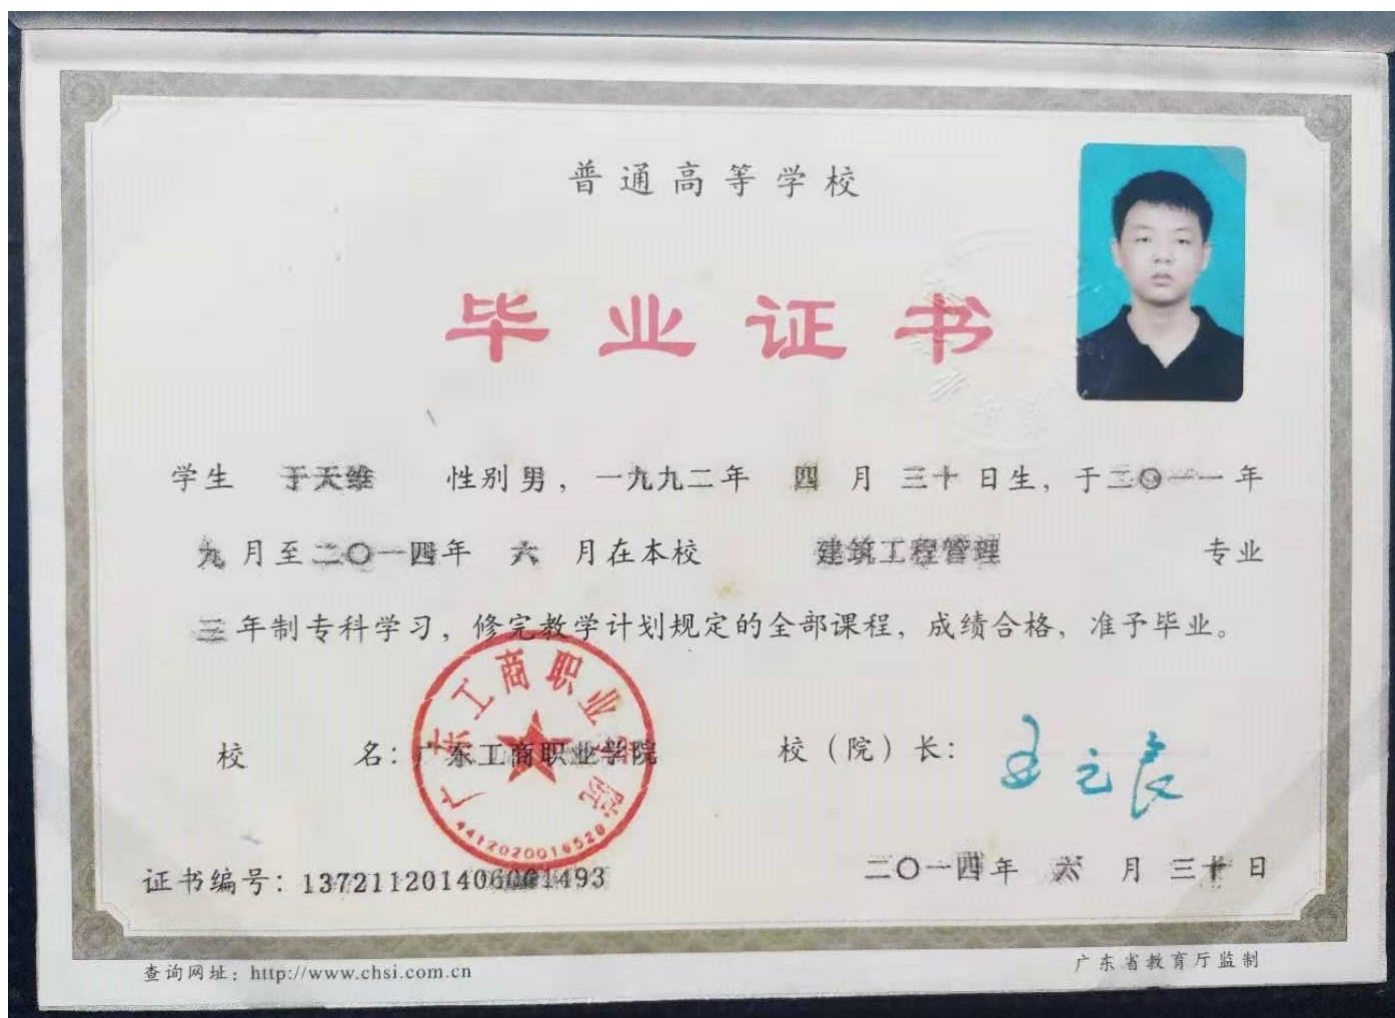 普通高等学校
毕业证书
学生 于天维 性别男，一九九二年 四 月 三十 日生，于二〇一一年
九 月至二〇一四年 六 月在本校 建筑工程管理 专业
三 年制专科学习，修完教学计划规定的全部课程，成绩合格，准予毕业。
广东工商职业学院
4412020016520
校 名：广东工商职业学院 校（院）长：
证书编号：137211201406001493 二〇一四年 六 月 三十 日
查询网址：http://www.chsi.com.cn 广东省教育厅监制